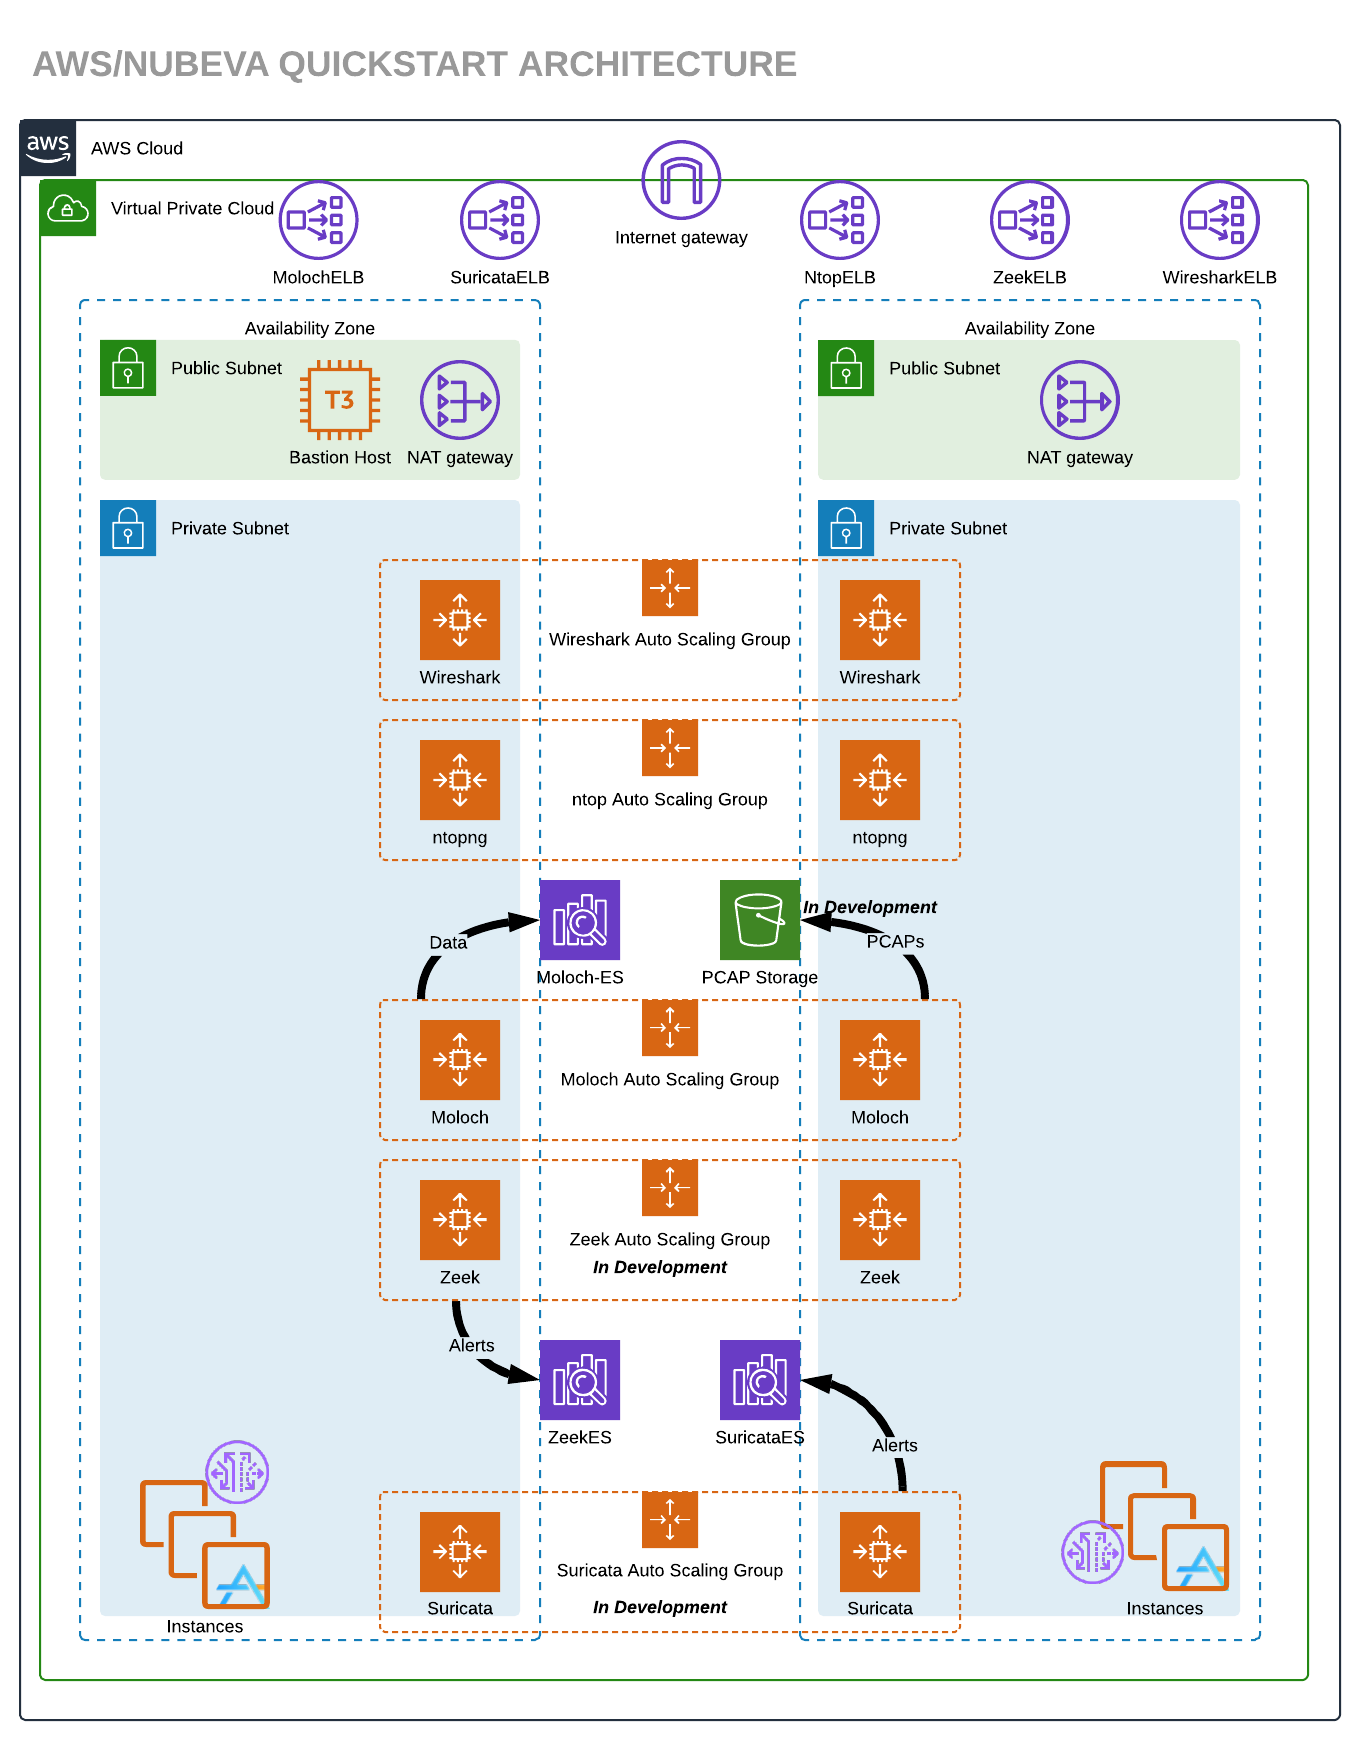 AWS/NUBEVA QUICKSTART ARCHITECTURE
aws
AWS Cloud
Virtual Private Cloud
MolochELB
SuricataELB
Internet gateway
NtopELB
ZeekELB
WiresharkELB
Availability Zone
Availability Zone
Public Subnet
T3
Bastion Host
NAT gateway
Public Subnet
NAT gateway
Private Subnet
Private Subnet
Wireshark Auto Scaling Group
Wireshark
Wireshark
ntop Auto Scaling Group
ntopng
ntopng
In Development
Data
PCAPs
Moloch-ES
PCAP Storage
Moloch Auto Scaling Group
Moloch
Moloch
Zeek Auto Scaling Group
In Development
Zeek
Zeek
Alerts
ZeekES
SuricataES
Alerts
Suricata Auto Scaling Group
In Development
Suricata
Suricata
Instances
Instances